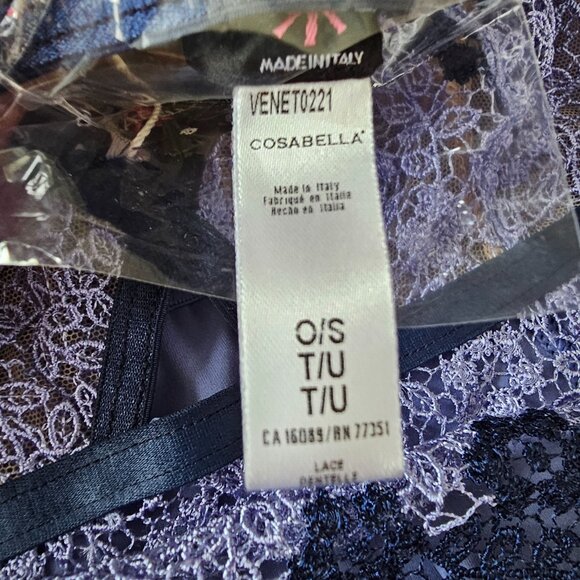 MADE IN ITALY
VENET0221
COSABELLA
Made in Italy
Fabriqué en Italie
Hecho en Italia
O/S
T/U
T/U
CA 16089/RN 77351
LACE
DENTELLE